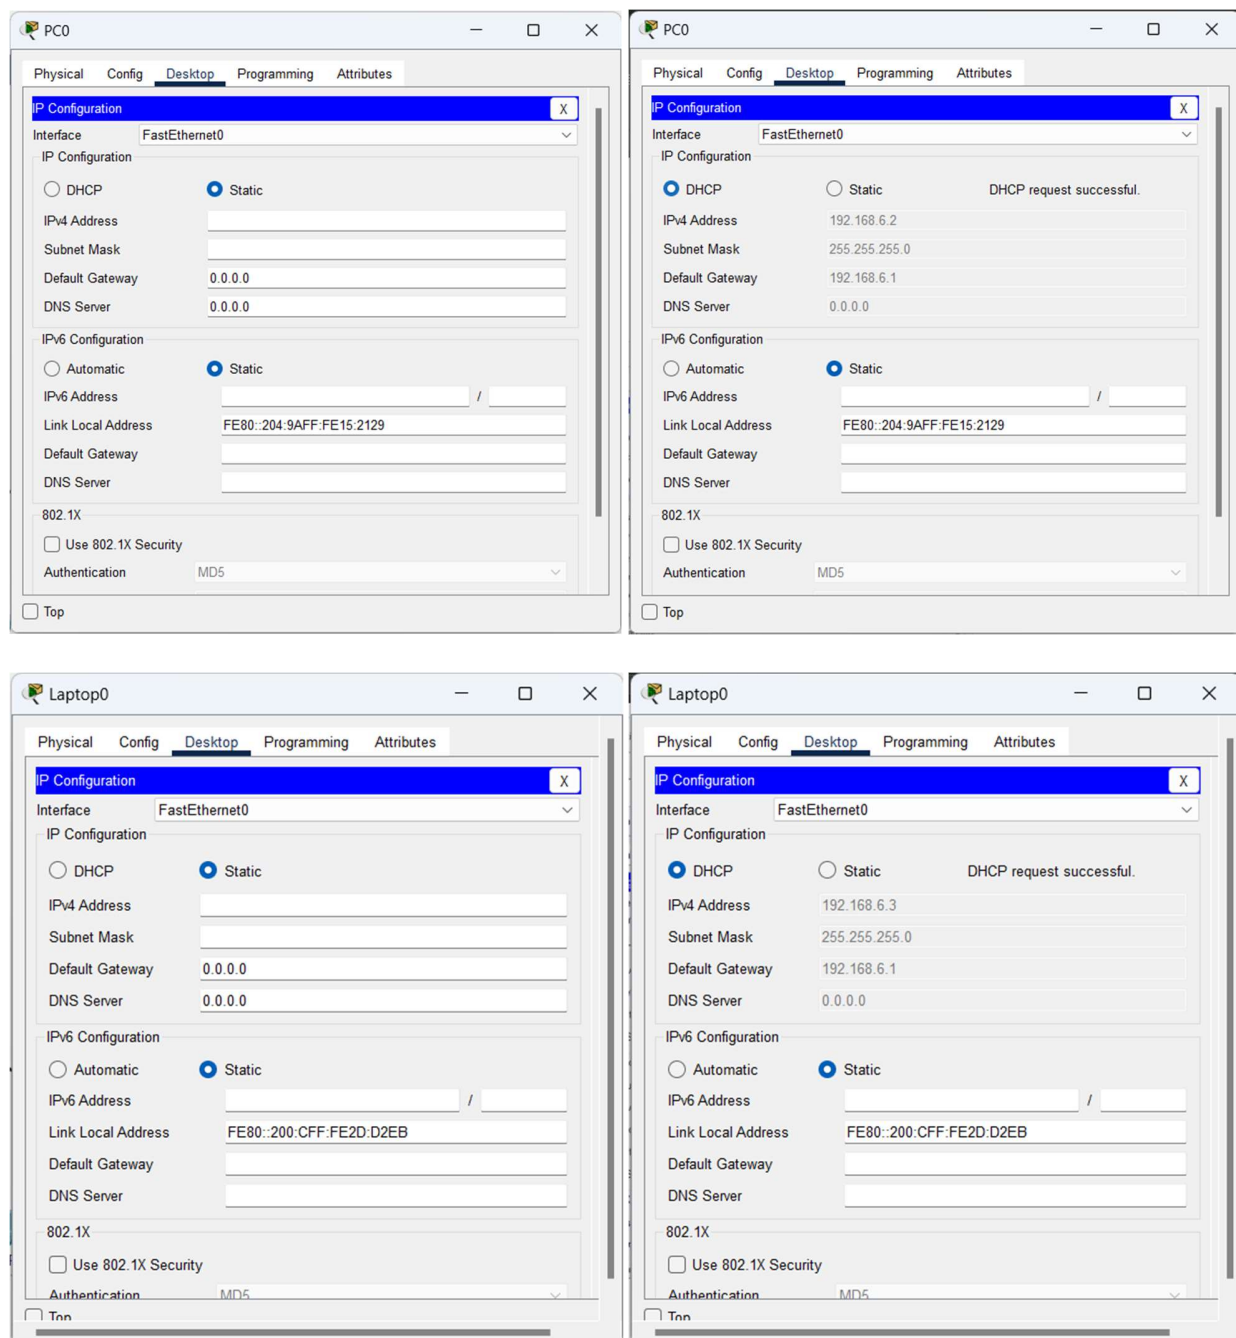 PC0
Physical Config Desktop Programming Attributes
IP Configuration X
Interface FastEthernet0
IP Configuration
DHCP Static
IPv4 Address
Subnet Mask
Default Gateway 0.0.0.0
DNS Server 0.0.0.0
IPv6 Configuration
Automatic Static
IPv6 Address /
Link Local Address FE80::204:9AFF:FE15:2129
Default Gateway
DNS Server
802.1X
Use 802.1X Security
Authentication MD5
Top
PC0
Physical Config Desktop Programming Attributes
IP Configuration X
Interface FastEthernet0
IP Configuration
DHCP Static DHCP request successful.
IPv4 Address 192.168.6.2
Subnet Mask 255.255.255.0
Default Gateway 192.168.6.1
DNS Server 0.0.0.0
IPv6 Configuration
Automatic Static
IPv6 Address /
Link Local Address FE80::204:9AFF:FE15:2129
Default Gateway
DNS Server
802.1X
Use 802.1X Security
Authentication MD5
Top
Laptop0
Physical Config Desktop Programming Attributes
IP Configuration X
Interface FastEthernet0
IP Configuration
DHCP Static
IPv4 Address
Subnet Mask
Default Gateway 0.0.0.0
DNS Server 0.0.0.0
IPv6 Configuration
Automatic Static
IPv6 Address /
Link Local Address FE80::200:CFF:FE2D:D2EB
Default Gateway
DNS Server
802.1X
Use 802.1X Security
Authentication MD5
Top
Laptop0
Physical Config Desktop Programming Attributes
IP Configuration X
Interface FastEthernet0
IP Configuration
DHCP Static DHCP request successful.
IPv4 Address 192.168.6.3
Subnet Mask 255.255.255.0
Default Gateway 192.168.6.1
DNS Server 0.0.0.0
IPv6 Configuration
Automatic Static
IPv6 Address /
Link Local Address FE80::200:CFF:FE2D:D2EB
Default Gateway
DNS Server
802.1X
Use 802.1X Security
Authentication MD5
Top